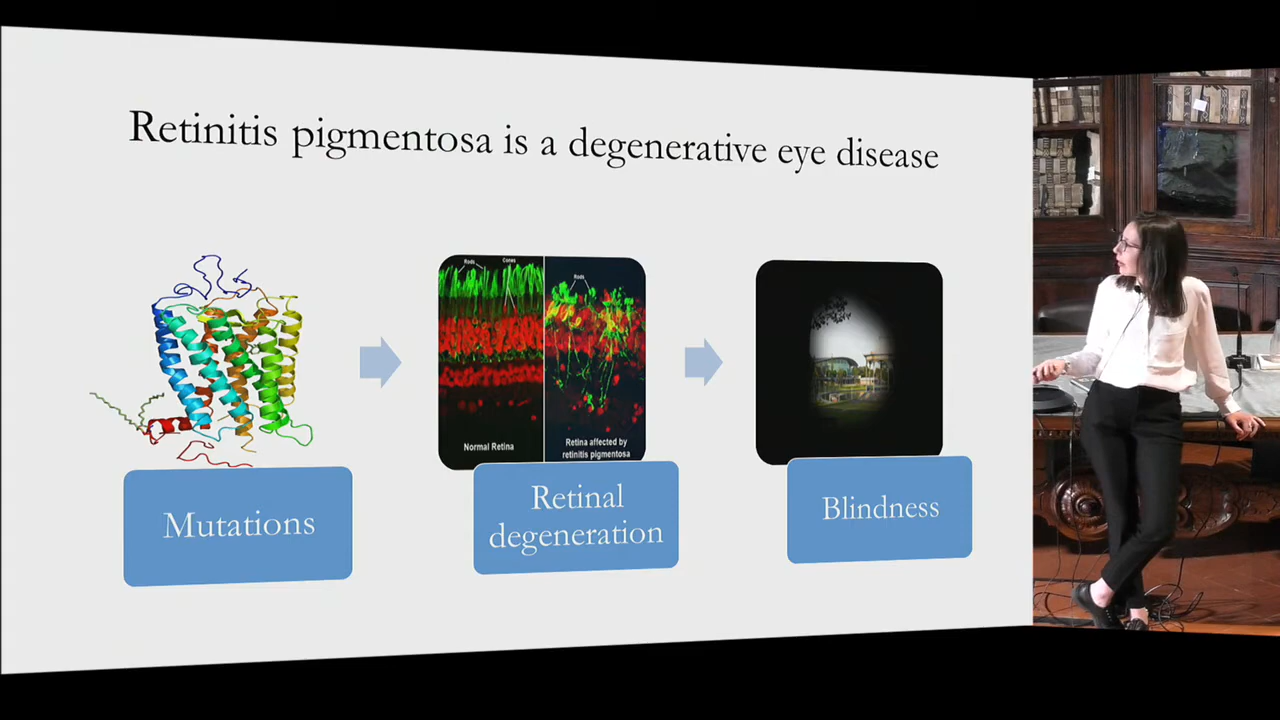 Retinitis pigmentosa is a degenerative eye disease
Rods
Cones
Rods
Normal Retina
Retina affected by
retinitis pigmentosa
Mutations
Retinal
degeneration
Blindness